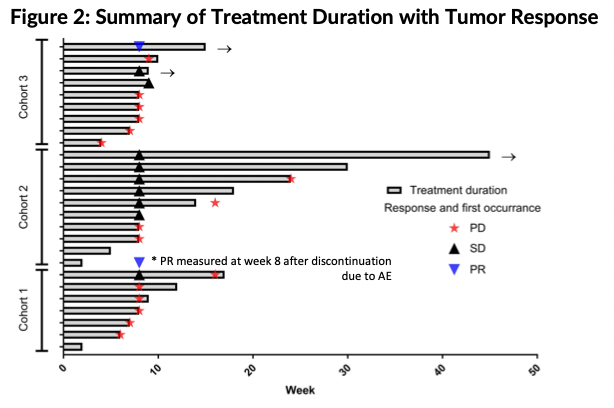 Figure 2: Summary of Treatment Duration with Tumor Response
Cohort 3
Cohort 2
Cohort 1
Treatment duration
Response and first occurrance
PD
SD
PR
* PR measured at week 8 after discontinuation
due to AE
0 10 20 30 40 50
Week